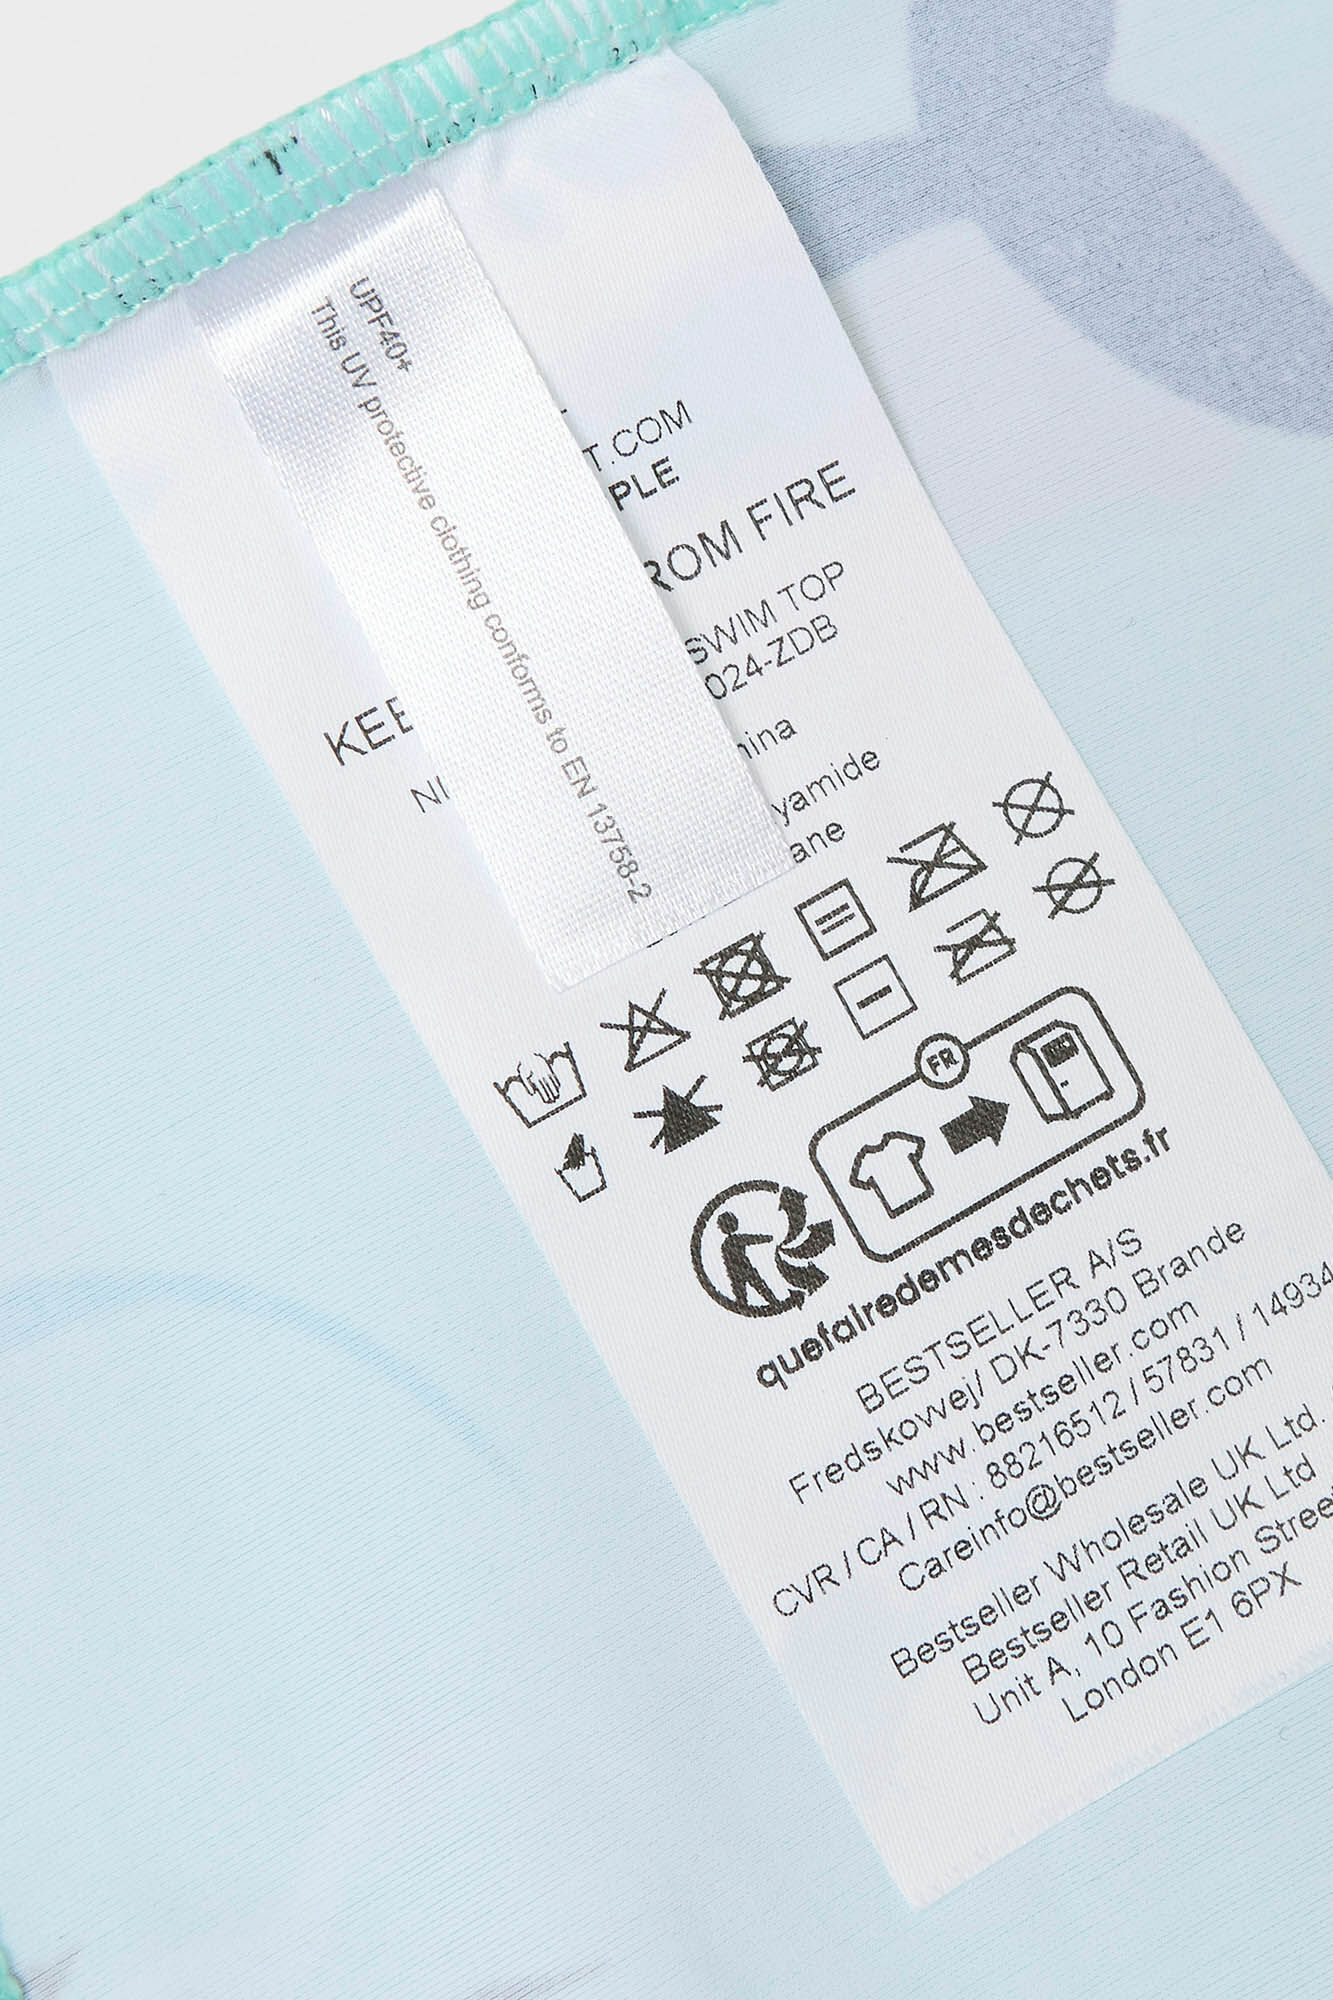 UPF40+
This UV protective clothing conforms to EN 13758-2
T.COM
PLE
KEE ROM FIRE
SWIM TOP
024-ZDB
ina
yamide
ane
FR
quefairedemesdechets.fr
BESTSELLER A/S
Fredskovvej/ DK-7330 Brande
www.bestseller.com
CVR / CA / RN : 88216512 / 57831 / 14934
Careinfo@bestseller.com
Bestseller Wholesale UK Ltd.
Bestseller Retail UK Ltd
Unit A, 10 Fashion Street
London E1 6PX